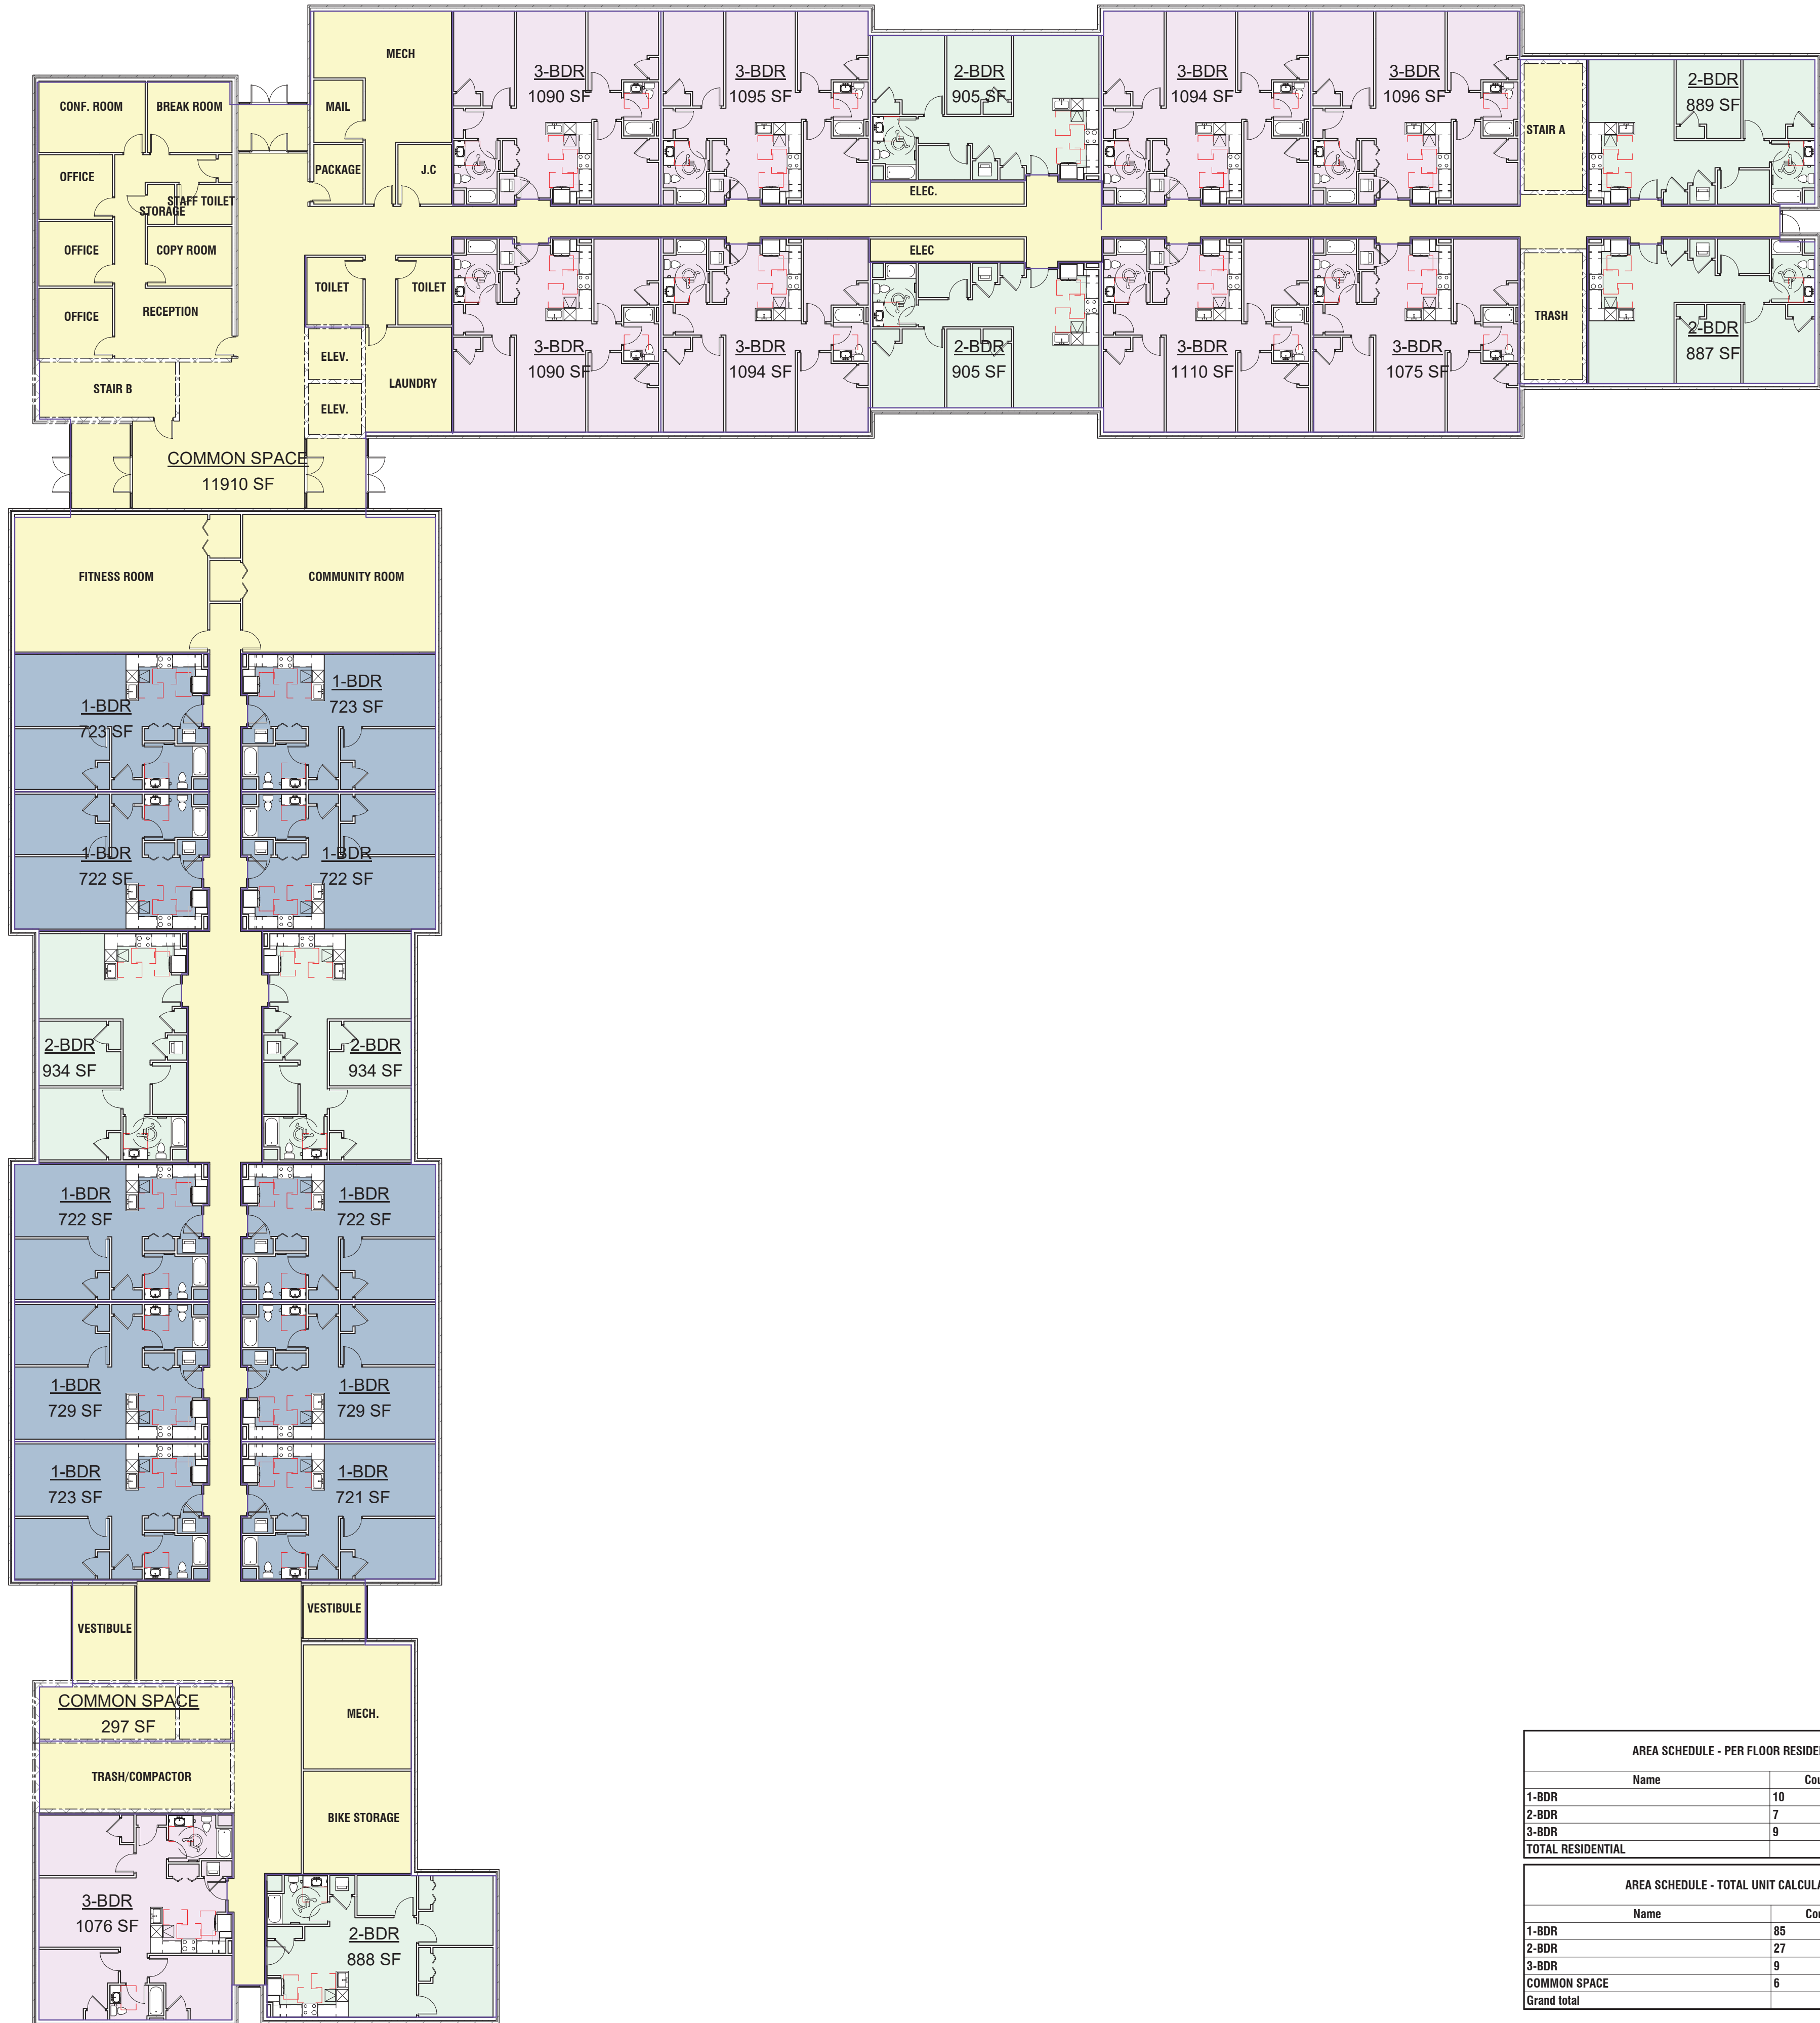 MECH
3-BDR
1090 SF
3-BDR
1095 SF
2-BDR
905 SF
3-BDR
1094 SF
3-BDR
1096 SF
2-BDR
889 SF
CONF. ROOM
BREAK ROOM
MAIL
STAIR A
OFFICE
PACKAGE
J.C
ELEC.
STAFF TOILET
STORAGE
OFFICE
COPY ROOM
ELEC
TOILET
TOILET
OFFICE
RECEPTION
TRASH
3-BDR
1090 SF
3-BDR
1094 SF
2-BDR
905 SF
3-BDR
1110 SF
3-BDR
1075 SF
2-BDR
887 SF
ELEV.
LAUNDRY
STAIR B
ELEV.
COMMON SPACE
11910 SF
FITNESS ROOM
COMMUNITY ROOM
1-BDR
723 SF
1-BDR
723 SF
1-BDR
722 SF
1-BDR
722 SF
2-BDR
934 SF
2-BDR
934 SF
1-BDR
722 SF
1-BDR
722 SF
1-BDR
729 SF
1-BDR
729 SF
1-BDR
723 SF
1-BDR
721 SF
VESTIBULE
VESTIBULE
COMMON SPACE
297 SF
MECH.
TRASH/COMPACTOR
BIKE STORAGE
3-BDR
1076 SF
2-BDR
888 SF
AREA SCHEDULE - PER FLOOR
Name
1-BDR 10
2-BDR 7
3-BDR 9
TOTAL RESIDENTIAL
AREA SCHEDULE - TOTAL UNIT
Name
1-BDR 85
2-BDR 27
3-BDR 9
COMMON SPACE 6
Grand total